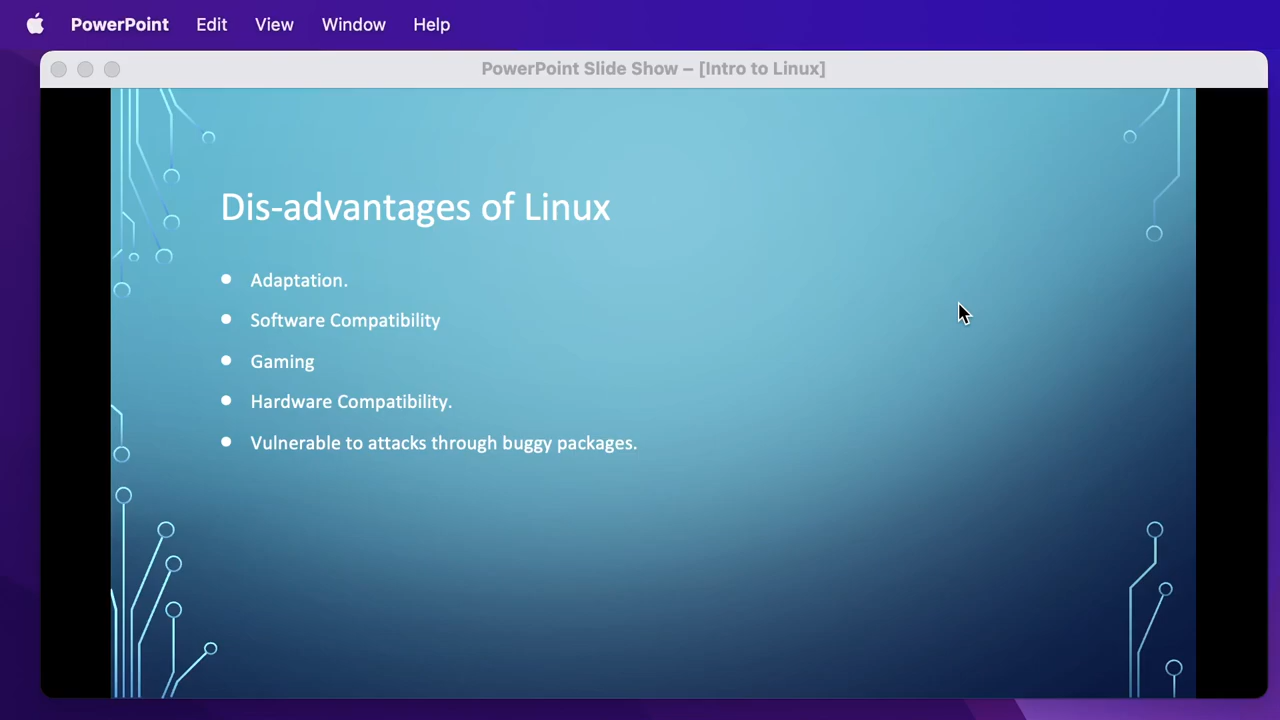 PowerPoint Edit View Window Help
PowerPoint Slide Show – [Intro to Linux]
Dis-advantages of Linux
Adaptation.
Software Compatibility
Gaming
Hardware Compatibility.
Vulnerable to attacks through buggy packages.